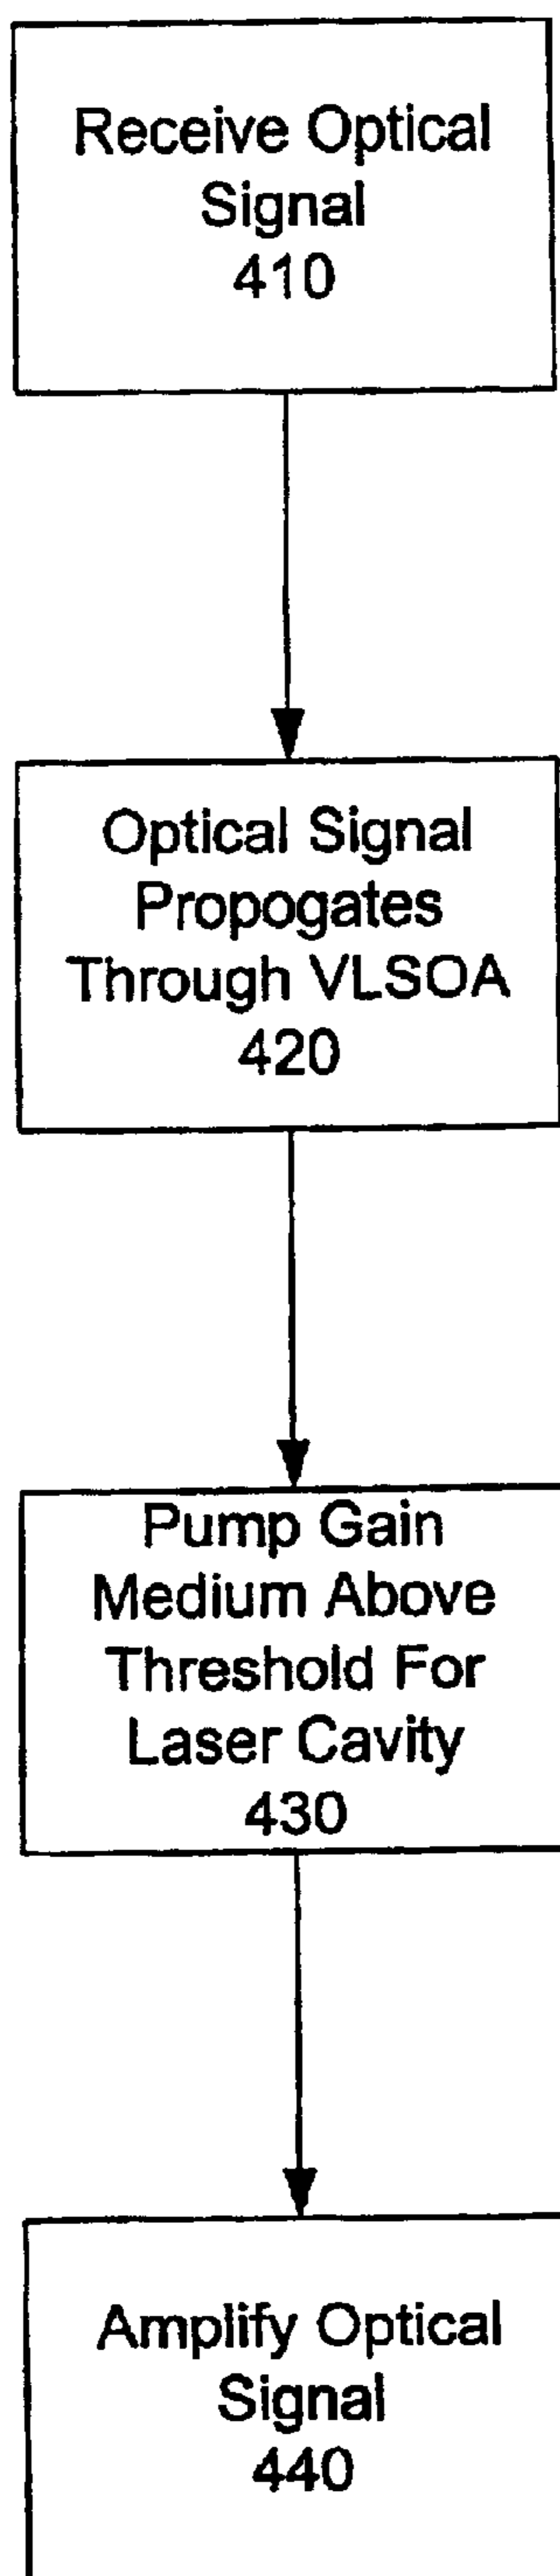 Receive Optical
Signal
410
Optical Signal
Propogates
Through VLSOA
420
Pump Gain
Medium Above
Threshold For
Laser Cavity
430
Amplify Optical
Signal
440